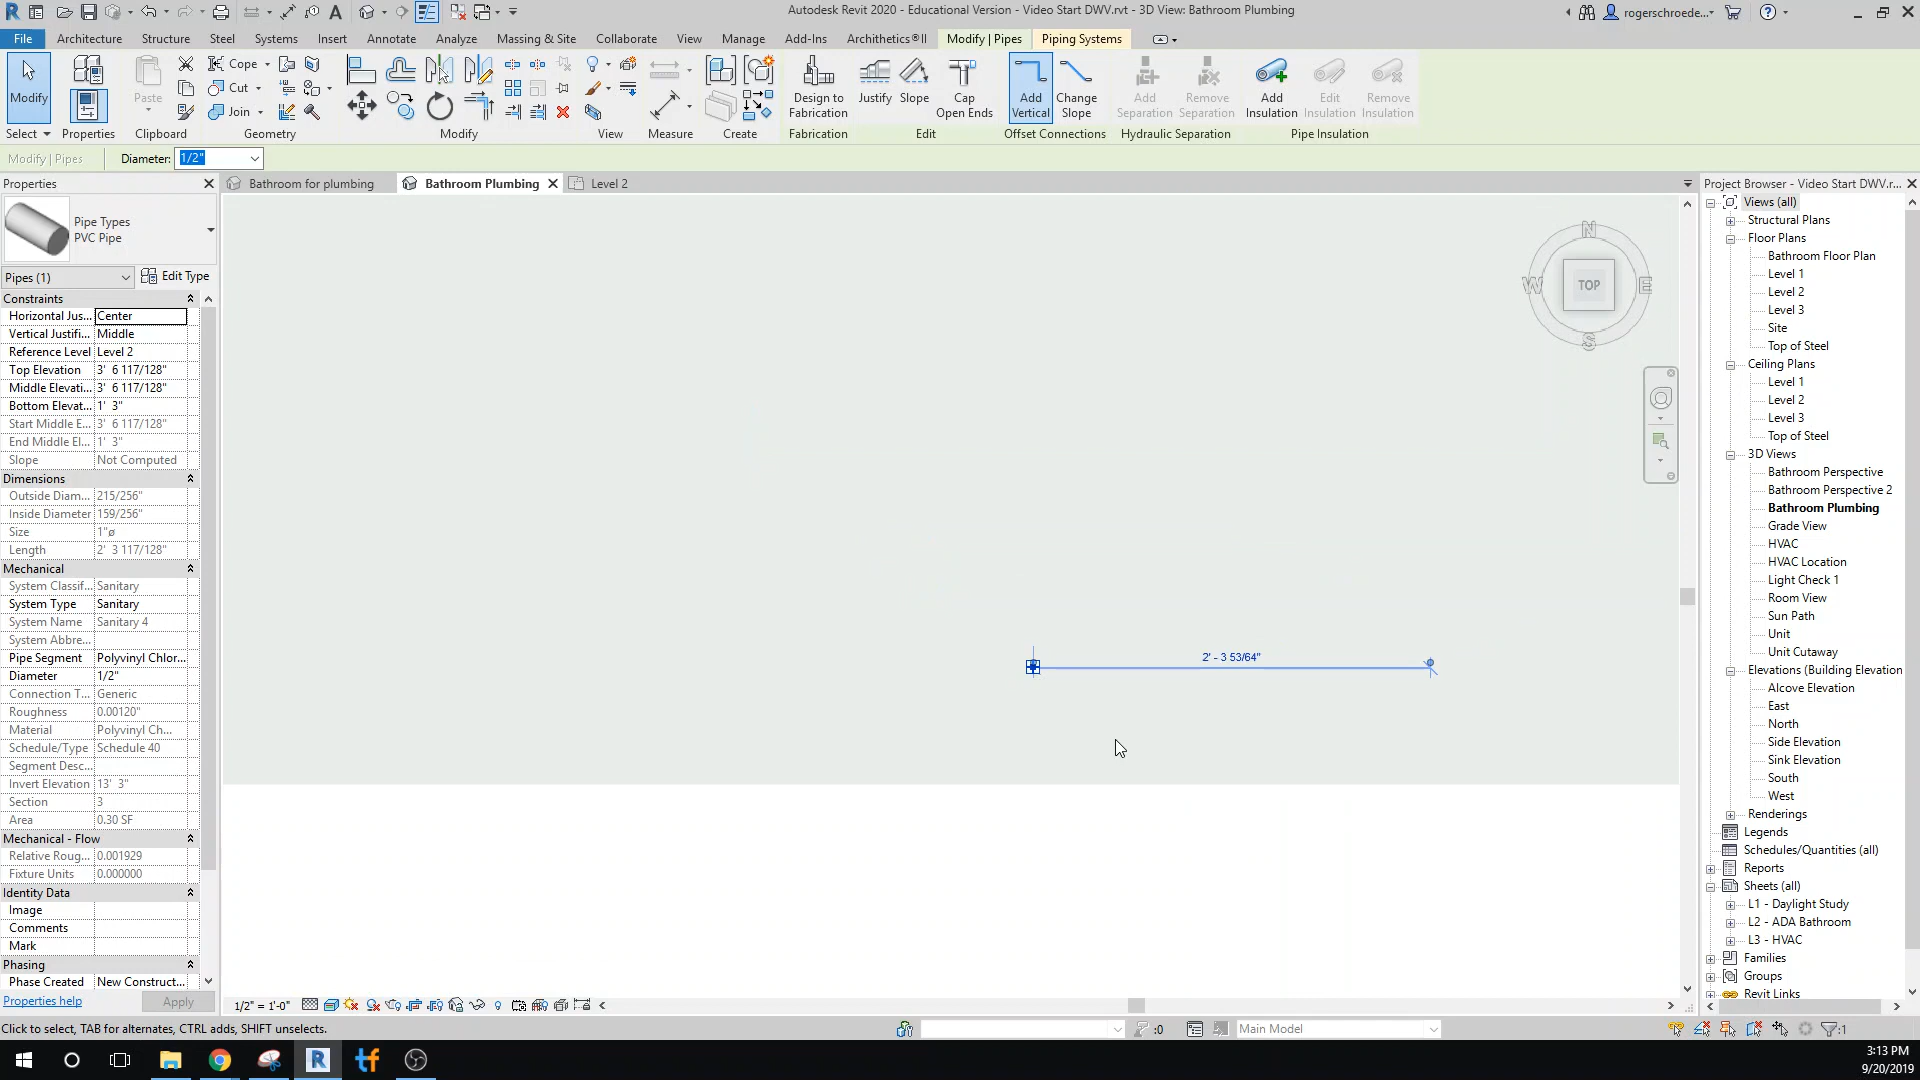 Autodesk Revit 2020 - Educational Version - Video Start DWV.rvt - 3D View: Bathroom Plumbing
rogerschroede...
File Architecture Structure Steel Systems Insert Annotate Analyze Massing & Site Collaborate View Manage Add-Ins Archithetics®II Modify | Pipes Piping Systems
Modify
Select
Properties
Paste
Clipboard
Cope
Cut
Join
Geometry
Modify
View
Measure
Create
Design to
Fabrication
Fabrication
Justify
Slope
Cap
Open Ends
Edit
Add
Vertical
Change
Slope
Offset Connections
Add
Separation
Remove
Separation
Hydraulic Separation
Add
Insulation
Edit
Insulation
Remove
Insulation
Pipe Insulation
Modify | Pipes Diameter: 1/2"
Properties
Pipe Types
PVC Pipe
Pipes (1) Edit Type
Constraints
Horizontal Jus... Center
Vertical Justifi... Middle
Reference Level Level 2
Top Elevation 3' 6 117/128"
Middle Elevati... 3' 6 117/128"
Bottom Elevat... 1' 3"
Start Middle E... 3' 6 117/128"
End Middle El... 1' 3"
Slope Not Computed
Dimensions
Outside Diam... 215/256"
Inside Diameter 159/256"
Size 1"ø
Length 2' 3 117/128"
Mechanical
System Classif... Sanitary
System Type Sanitary
System Name Sanitary 4
System Abbre...
Pipe Segment Polyvinyl Chlor...
Diameter 1/2"
Connection T... Generic
Roughness 0.00120"
Material Polyvinyl Ch...
Schedule/Type Schedule 40
Segment Desc...
Invert Elevation 13' 3"
Section 3
Area 0.30 SF
Mechanical - Flow
Relative Roug... 0.001929
Fixture Units 0.000000
Identity Data
Image
Comments
Mark
Phasing
Phase Created New Construct...
Properties help Apply
Bathroom for plumbing Bathroom Plumbing Level 2
N
W TOP E
S
2' - 3 53/64"
1/2" = 1'-0"
Project Browser - Video Start DWV.r...
Views (all)
Structural Plans
Floor Plans
Bathroom Floor Plan
Level 1
Level 2
Level 3
Site
Top of Steel
Ceiling Plans
Level 1
Level 2
Level 3
Top of Steel
3D Views
Bathroom Perspective
Bathroom Perspective 2
Bathroom Plumbing
Grade View
HVAC
HVAC Location
Light Check 1
Room View
Sun Path
Unit
Unit Cutaway
Elevations (Building Elevation
Alcove Elevation
East
North
Side Elevation
Sink Elevation
South
West
Renderings
Legends
Schedules/Quantities (all)
Reports
Sheets (all)
L1 - Daylight Study
L2 - ADA Bathroom
L3 - HVAC
Families
Groups
Revit Links
Click to select, TAB for alternates, CTRL adds, SHIFT unselects.
:0
Main Model
:1
3:13 PM
9/20/2019